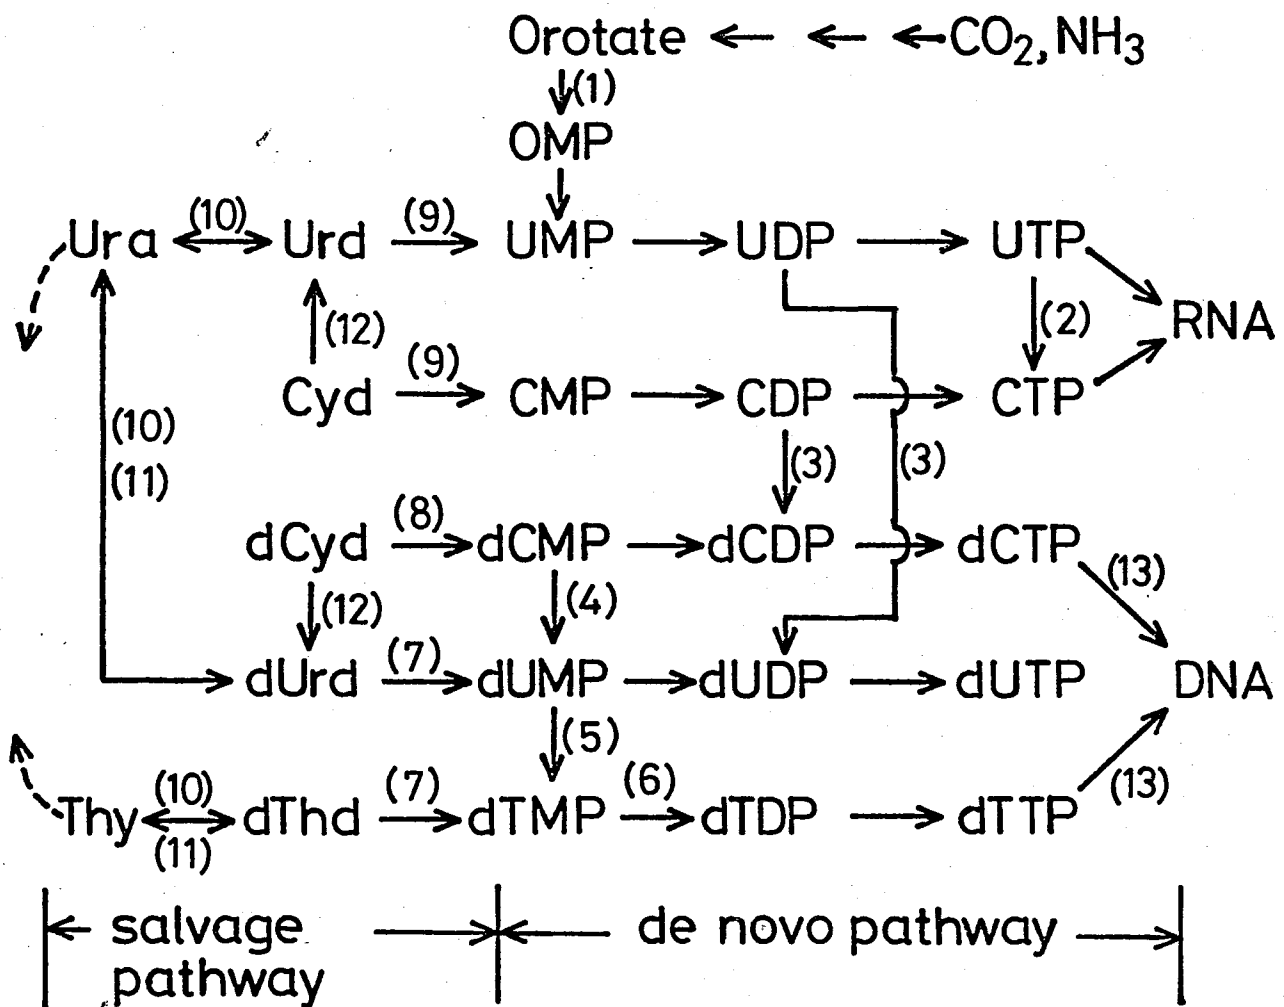 Orotate CO₂, NH₃
(1)
OMP
Ura (10) Urd (9) UMP UDP UTP
(12) (2) RNA
Cyd (9) CMP CDP CTP
(10)
(11) (3) (3)
dCyd (8) dCMP dCDP dCTP
(12) (4) (13)
dUrd (7) dUMP dUDP dUTP DNA
(5)
Thy (10) (11) dThd (7) dTMP (6) dTDP dTTP (13)
salvage pathway
de novo pathway